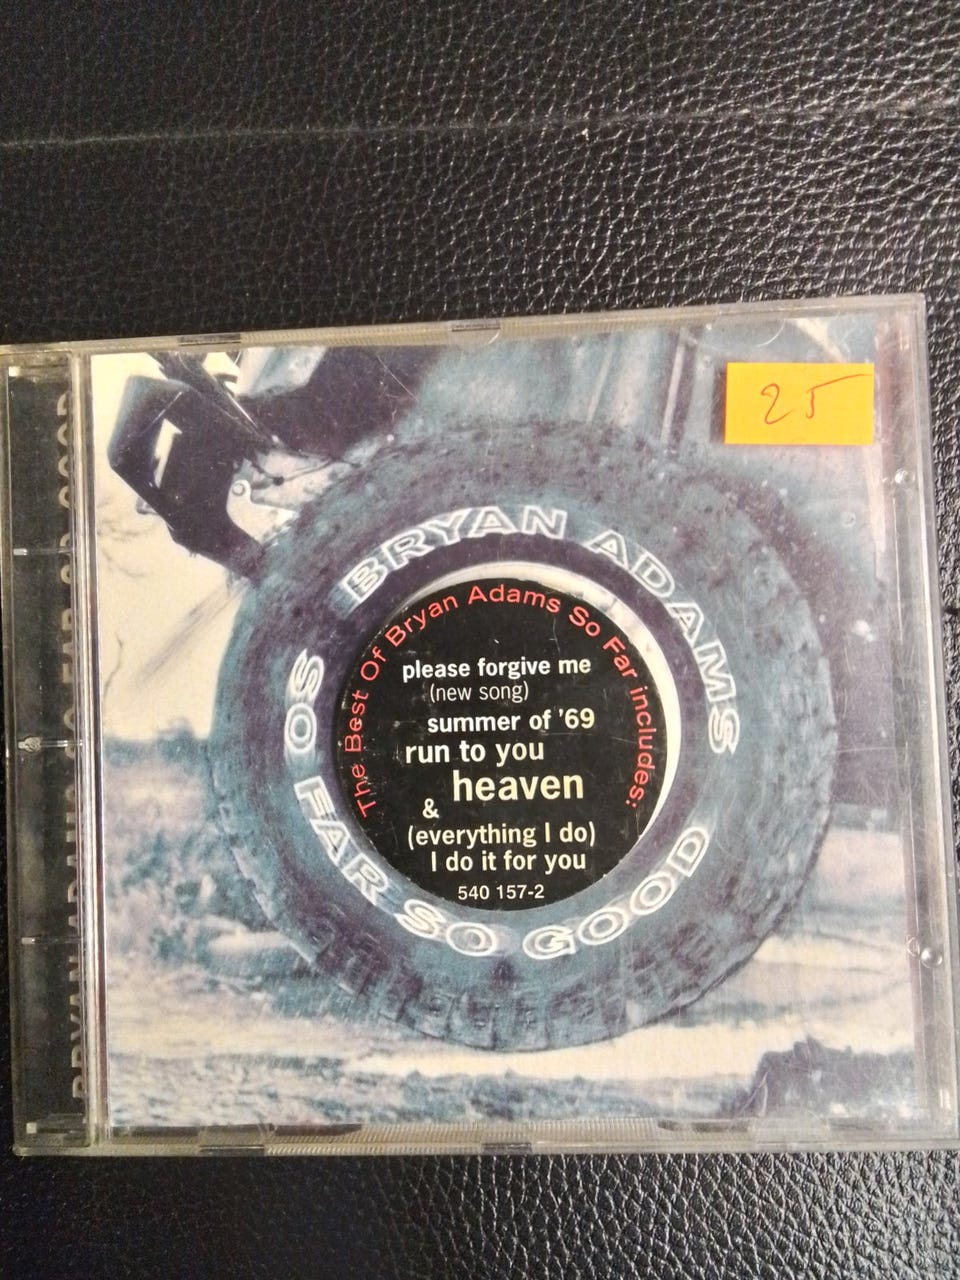 25
BRYAN ADAMS
SO FAR SO GOOD
The Best Of Bryan Adams So Far includes:
please forgive me
(new song)
summer of '69
run to you
heaven
&
(everything I do)
I do it for you
540 157-2
BRYAN ADAMS SO FAR SO GOOD